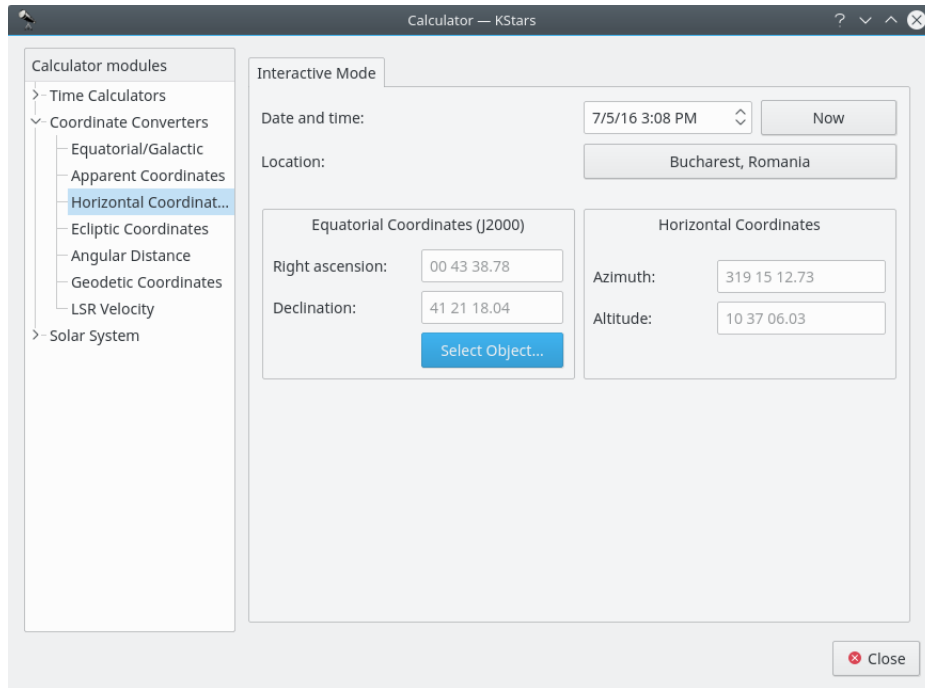 Calculator — KStars
Calculator modules
Time Calculators
Coordinate Converters
Equatorial/Galactic
Apparent Coordinates
Horizontal Coordinat...
Ecliptic Coordinates
Angular Distance
Geodetic Coordinates
LSR Velocity
Solar System
Interactive Mode
Date and time:
7/5/16 3:08 PM
Now
Location:
Bucharest, Romania
Equatorial Coordinates (J2000)
Right ascension:
00 43 38.78
Declination:
41 21 18.04
Select Object...
Horizontal Coordinates
Azimuth:
319 15 12.73
Altitude:
10 37 06.03
Close